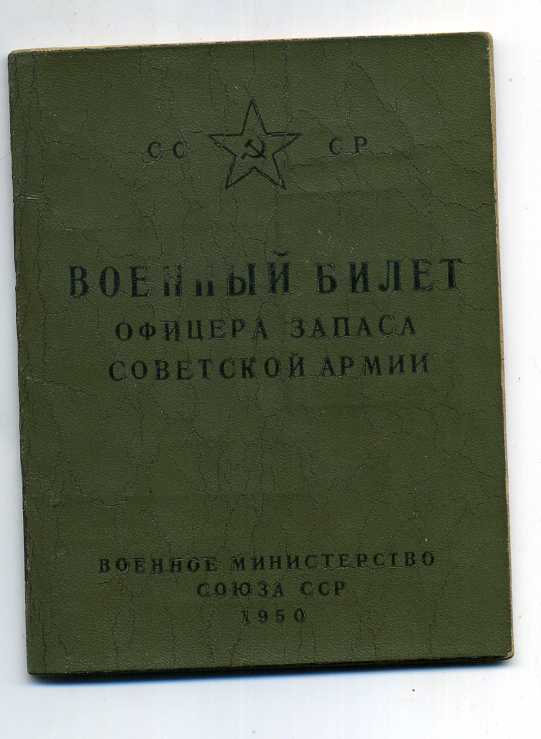 СС СР
ВОЕННЫЙ БИЛЕТ
ОФИЦЕРА ЗАПАСА
СОВЕТСКОЙ АРМИИ
ВОЕННОЕ МИНИСТЕРСТВО
СОЮЗА ССР
1950